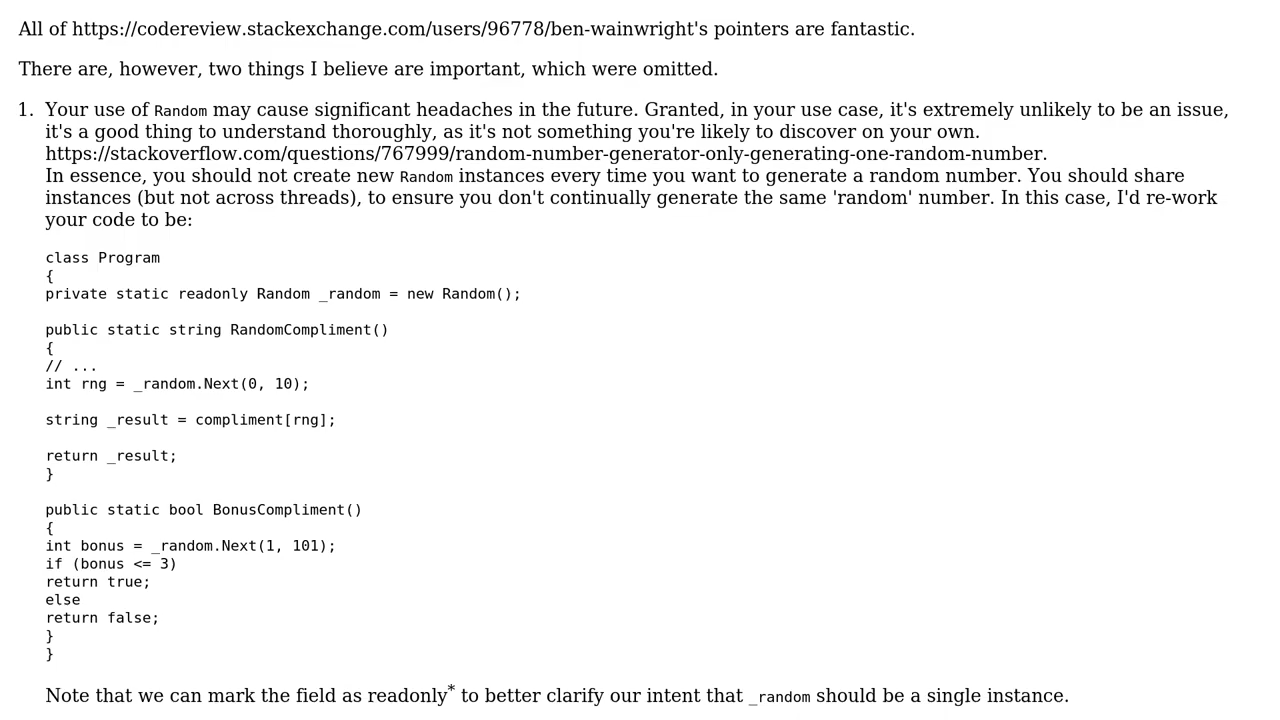 All of https://codereview.stackexchange.com/users/96778/ben-wainwright's pointers are fantastic.
There are, however, two things I believe are important, which were omitted.
1. Your use of Random may cause significant headaches in the future. Granted, in your use case, it's extremely unlikely to be an issue,
it's a good thing to understand thoroughly, as it's not something you're likely to discover on your own.
https://stackoverflow.com/questions/767999/random-number-generator-only-generating-one-random-number.
In essence, you should not create new Random instances every time you want to generate a random number. You should share
instances (but not across threads), to ensure you don't continually generate the same 'random' number. In this case, I'd re-work
your code to be:
class Program
{
private static readonly Random _random = new Random();
public static string RandomCompliment()
{
// ...
int rng = _random.Next(0, 10);
string _result = compliment[rng];
return _result;
}
public static bool BonusCompliment()
{
int bonus = _random.Next(1, 101);
if (bonus <= 3)
return true;
else
return false;
}
}
Note that we can mark the field as readonly* to better clarify our intent that _random should be a single instance.